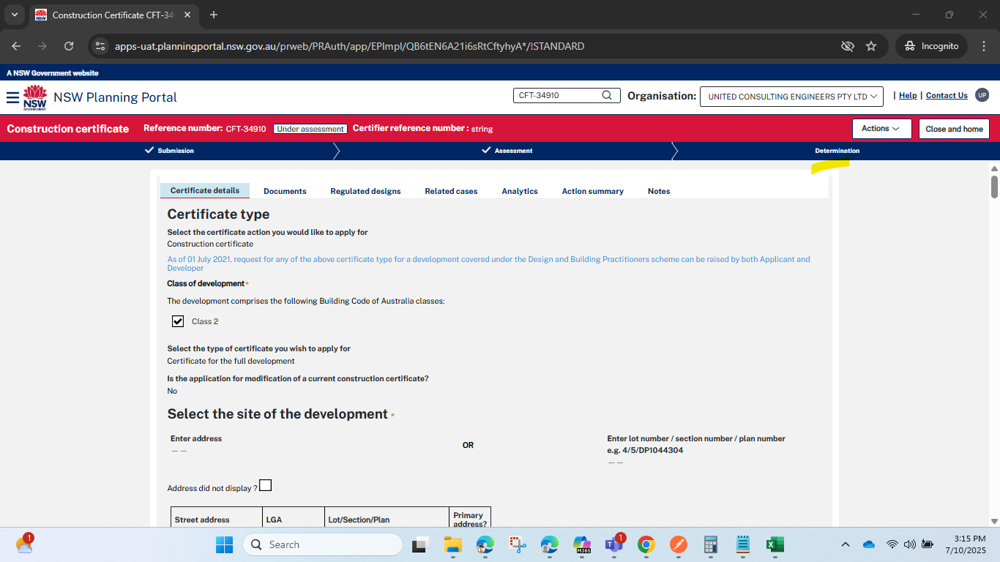 Construction Certificate CFT-34
apps-uat.planningportal.nsw.gov.au/prweb/PRAuth/app/EPImpl/QB6tEN6A21i6sRtCftyhyA*/!STANDARD
Incognito
A NSW Government website
NSW
GOVERNMENT
NSW Planning Portal
CFT-34910
Organisation:
UNITED CONSULTING ENGINEERS PTY LTD
| Help | Contact Us
UP
Construction certificate
Reference number: CFT-34910
Under assessment
Certifier reference number : string
Actions
Close and home
Submission
Assessment
Determination
Certificate details
Documents
Regulated designs
Related cases
Analytics
Action summary
Notes
Certificate type
Select the certificate action you would like to apply for
Construction certificate
As of 01 July 2021, request for any of the above certificate type for a development covered under the Design and Building Practitioners scheme can be raised by both Applicant and
Developer
Class of development*
The development comprises the following Building Code of Australia classes:
Class 2
Select the type of certificate you wish to apply for
Certificate for the full development
Is the application for modification of a current construction certificate?
No
Select the site of the development *
Enter address
— —
OR
Enter lot number / section number / plan number
e.g. 4/5/DP1044304
— —
Address did not display ?
Street address
LGA
Lot/Section/Plan
Primary
address?
1
Search
M365
1
3:15 PM
7/10/2025